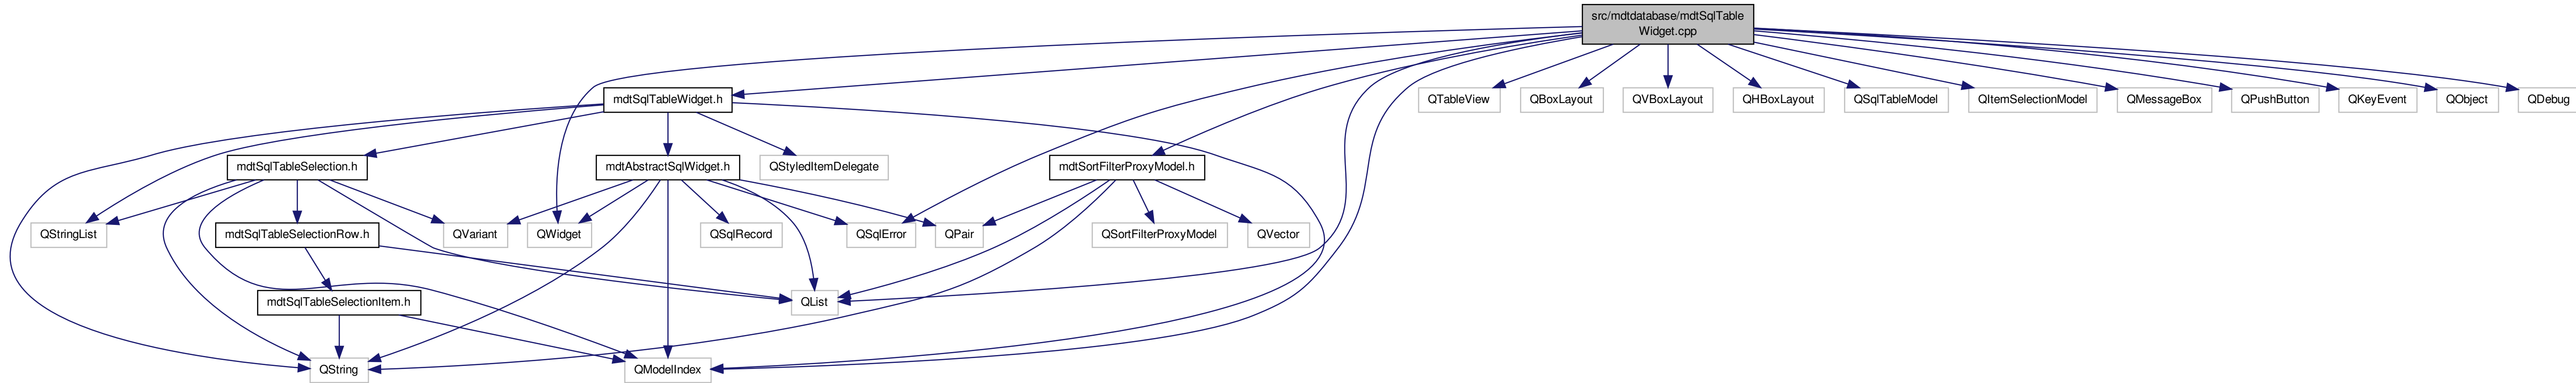 src/mdtdatabase/mdtSqlTable
Widget.cpp
mdtSqlTableWidget.h
QTableView
QBoxLayout
QVBoxLayout
QHBoxLayout
QSqlTableModel
QItemSelectionModel
QMessageBox
QPushButton
QKeyEvent
QObject
QDebug
mdtSqlTableSelection.h
mdtAbstractSqlWidget.h
QStyledItemDelegate
mdtSortFilterProxyModel.h
QStringList
mdtSqlTableSelectionRow.h
QVariant
QWidget
QSqlRecord
QSqlError
QPair
QSortFilterProxyModel
QVector
mdtSqlTableSelectionItem.h
QList
QString
QModelIndex